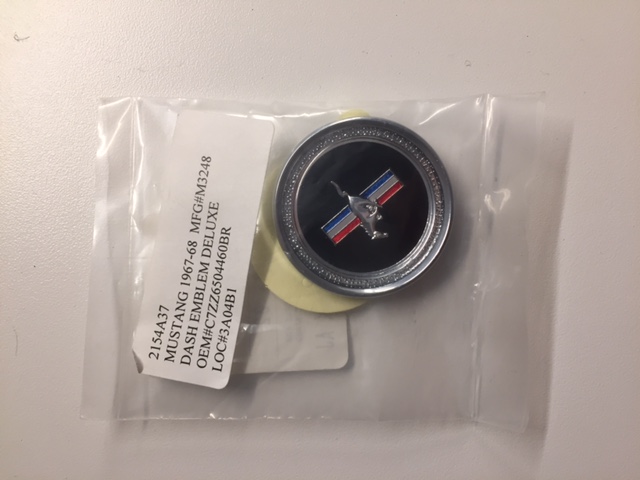 2154A37
MUSTANG 1967-68 MFG#M3248
DASH EMBLEM DELUXE
OEM#C7ZZ6504460BR
LOC#3A04B1